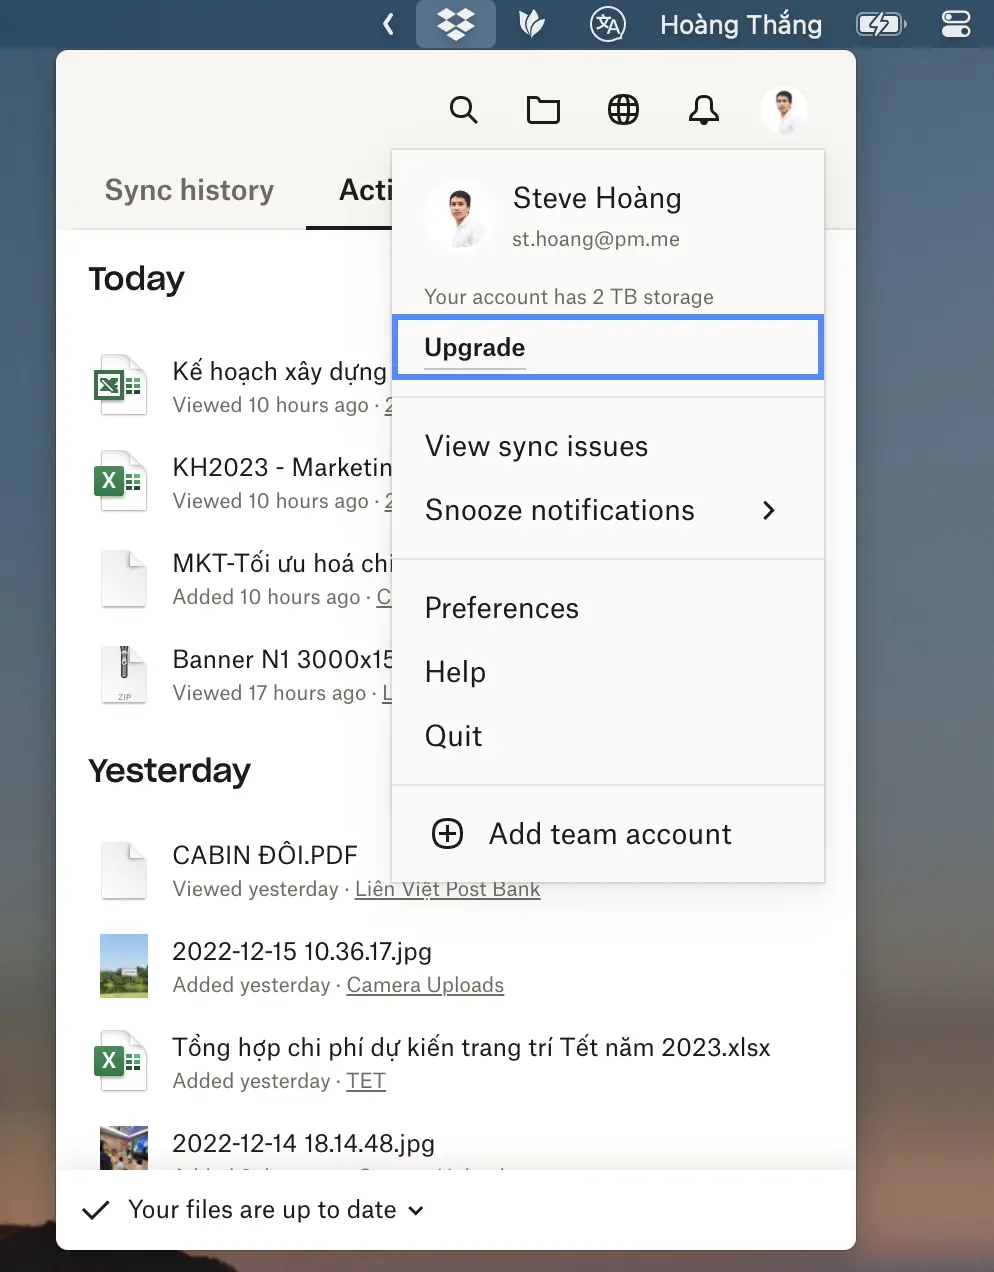 Hoàng Thắng
Sync history
Acti
Steve Hoàng
st.hoang@pm.me
Your account has 2 TB storage
Upgrade
View sync issues
Snooze notifications
Preferences
Help
Quit
Add team account
Today
Kế hoạch xây dựng
Viewed 10 hours ago · 2
KH2023 - Marketin
Viewed 10 hours ago · 2
MKT-Tối ưu hoá chi
Added 10 hours ago · C
Banner N1 3000x15
Viewed 17 hours ago · L
ZIP
Yesterday
CABIN ĐÔI.PDF
Viewed yesterday · Liên Việt Post Bank
2022-12-15 10.36.17.jpg
Added yesterday · Camera Uploads
Tổng hợp chi phí dự kiến trang trí Tết năm 2023.xlsx
Added yesterday · TET
2022-12-14 18.14.48.jpg
Your files are up to date